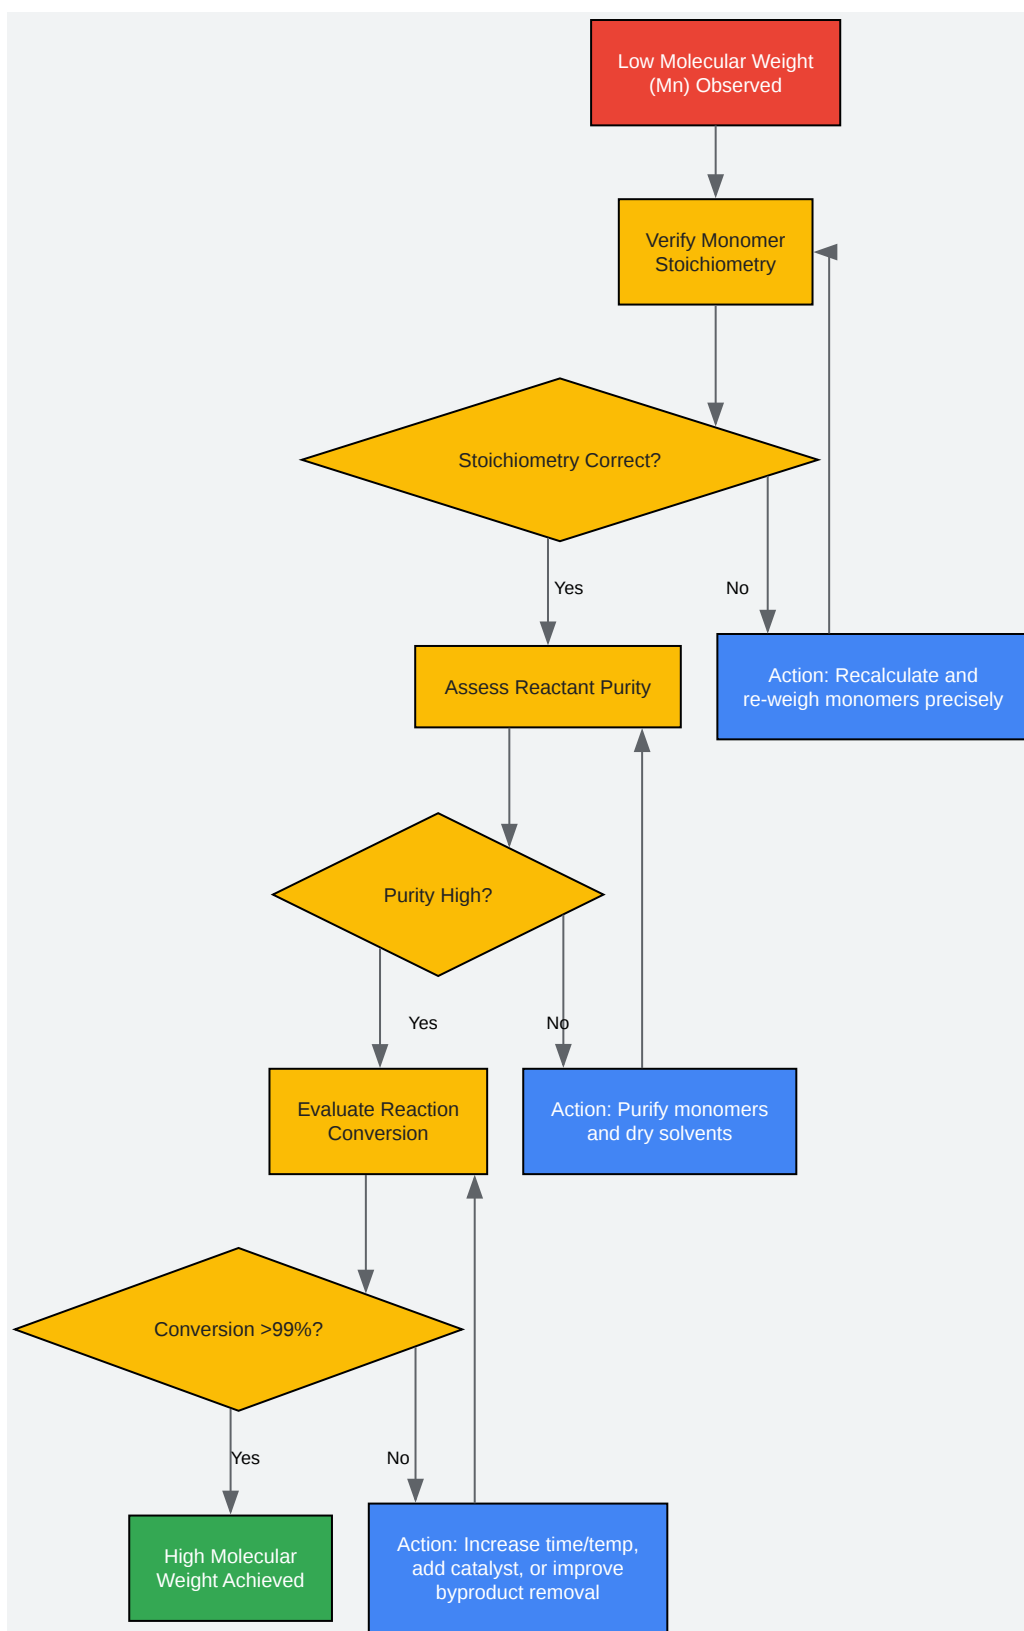 Low Molecular Weight
(Mn) Observed
Verify Monomer
Stoichiometry
Stoichiometry Correct?
Yes
No
Assess Reactant Purity
Action: Recalculate and
re-weigh monomers precisely
Purity High?
Yes
No
Evaluate Reaction
Conversion
Action: Purify monomers
and dry solvents
Conversion >99%?
Yes
No
High Molecular
Weight Achieved
Action: Increase time/temp,
add catalyst, or improve
byproduct removal